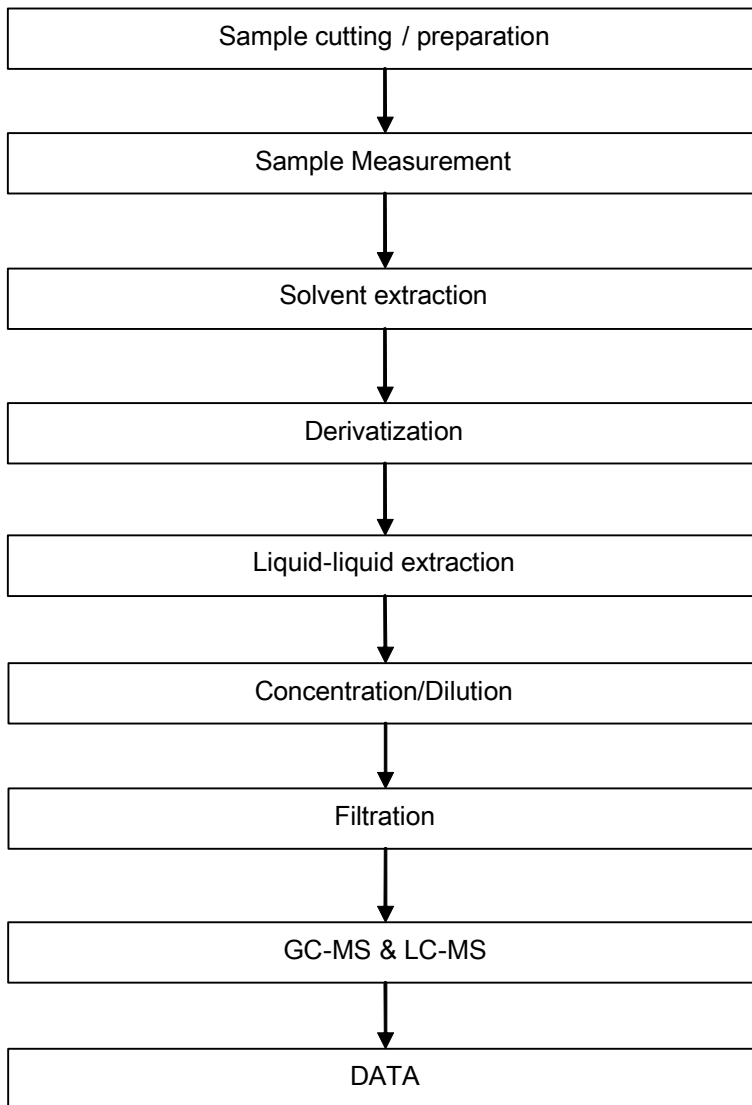 Sample cutting / preparation
Sample Measurement
Solvent extraction
Derivatization
Liquid-liquid extraction
Concentration/Dilution
Filtration
GC-MS & LC-MS
DATA